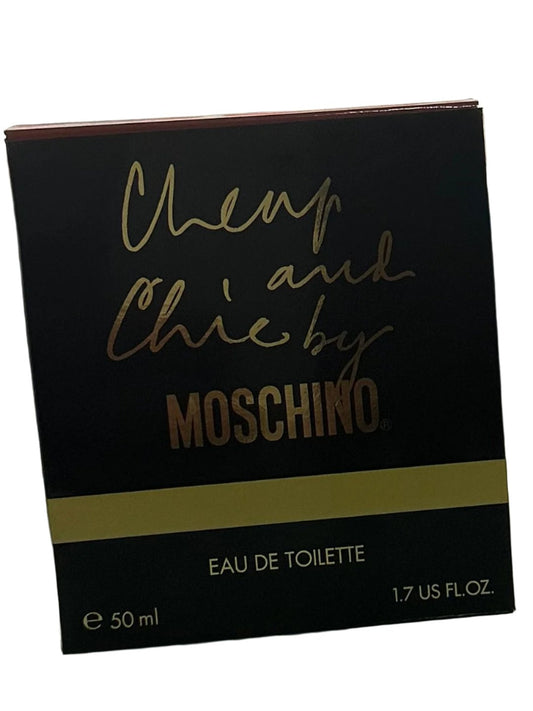 Cheap
and
Chic by
MOSCHINO®
EAU DE TOILETTE
e 50 ml
1.7 US FL.OZ.